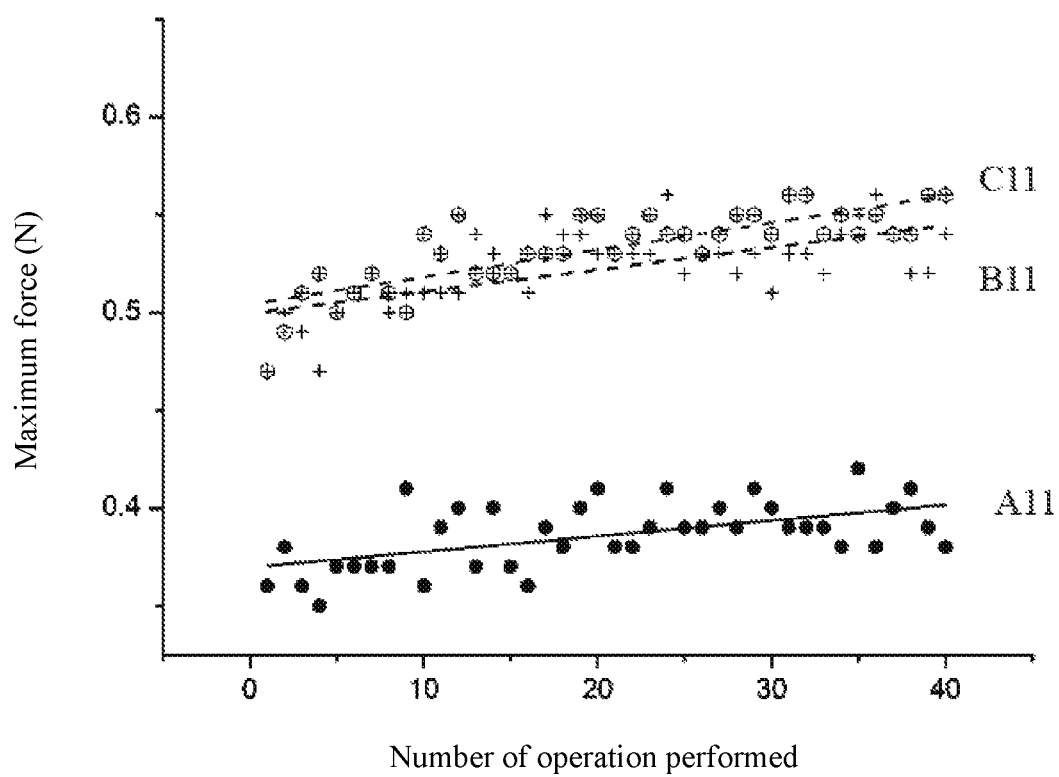 0.6
C11
B11
0.5
Maximum force (N)
0.4
A11
0 10 20 30 40
Number of operation performed